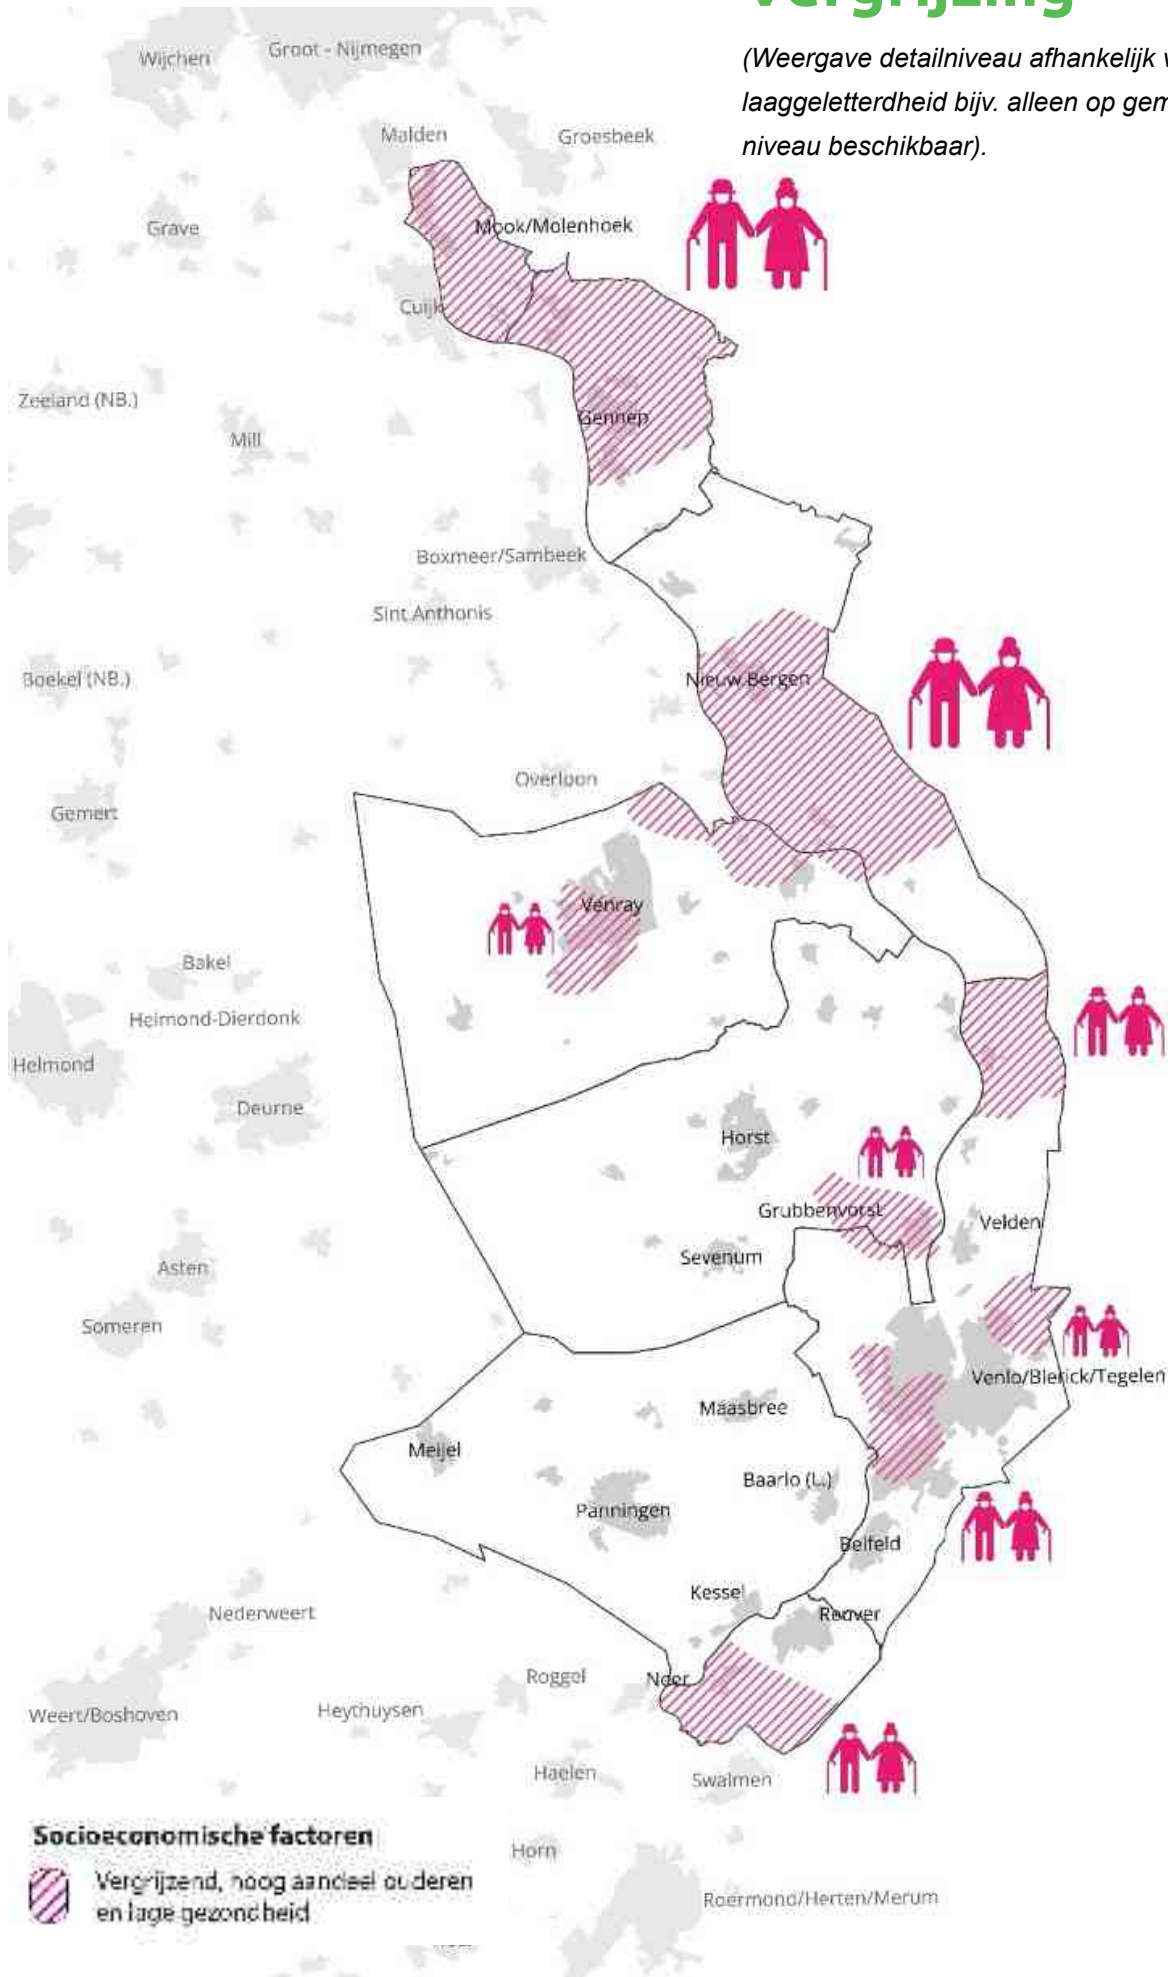 (Weergave detailniveau afhankelijk
laaggeletterdheid bijv. alleen op gem
niveau beschikbaar).
Wijchen
Groot - Nijmegen
Malden
Groesbeek
Grave
Mook/Molenhoek
Cuijk
Zeeland (NB.)
Mill
Gennep
Boxmeer/Sambeek
Sint Anthonis
Boekel (NB.)
Nieuw Bergen
Overloon
Gemert
Venray
Bakel
Helmond-Dierdonk
Helmond
Deurne
Horst
Grubbenvorst
Velden
Sevenum
Asten
Someren
Venlo/Blerick/Tegelen
Maasbree
Meijel
Baarlo (L.)
Panningen
Belfeld
Kessel
Reuver
Nederweert
Roggel
Neer
Weert/Boshoven
Heythuysen
Haelen
Swalmen
Socioeconomische factoren
Vergrijzend, hoog aandeel ouderen
en lage gezondheid
Horn
Roermond/Herten/Merum